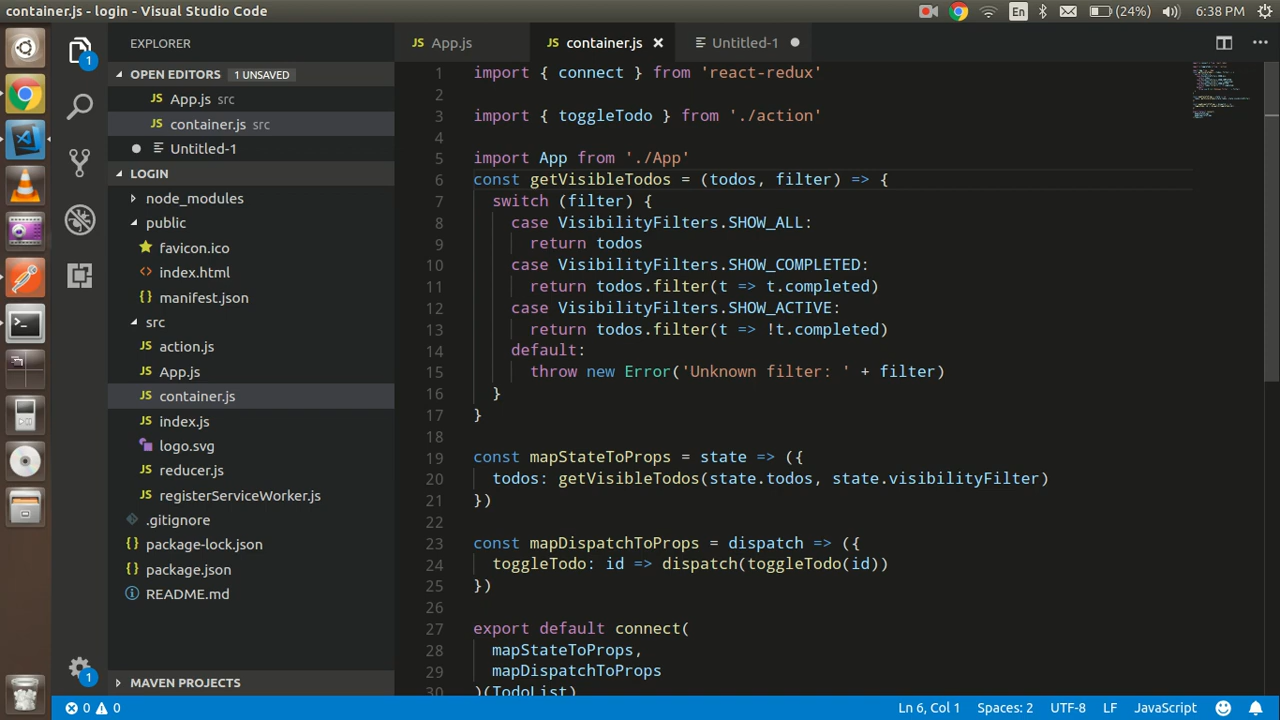 container.js - login - Visual Studio Code
En
(24%)
6:38 PM
EXPLORER
OPEN EDITORS 1 UNSAVED
App.js src
container.js src
Untitled-1
LOGIN
node_modules
public
favicon.ico
index.html
manifest.json
src
action.js
App.js
container.js
index.js
logo.svg
reducer.js
registerServiceWorker.js
.gitignore
package-lock.json
package.json
README.md
MAVEN PROJECTS
App.js
container.js
Untitled-1
1 import { connect } from 'react-redux'
2
3 import { toggleTodo } from './action'
4
5 import App from './App'
6 const getVisibleTodos = (todos, filter) => {
7 switch (filter) {
8 case VisibilityFilters.SHOW_ALL:
9 return todos
10 case VisibilityFilters.SHOW_COMPLETED:
11 return todos.filter(t => t.completed)
12 case VisibilityFilters.SHOW_ACTIVE:
13 return todos.filter(t => !t.completed)
14 default:
15 throw new Error('Unknown filter: ' + filter)
16 }
17 }
18
19 const mapStateToProps = state => ({
20 todos: getVisibleTodos(state.todos, state.visibilityFilter)
21 })
22
23 const mapDispatchToProps = dispatch => ({
24 toggleTodo: id => dispatch(toggleTodo(id))
25 })
26
27 export default connect(
28 mapStateToProps,
29 mapDispatchToProps
30 )(TodoList)
1
1
0 0
Ln 6, Col 1
Spaces: 2
UTF-8
LF
JavaScript